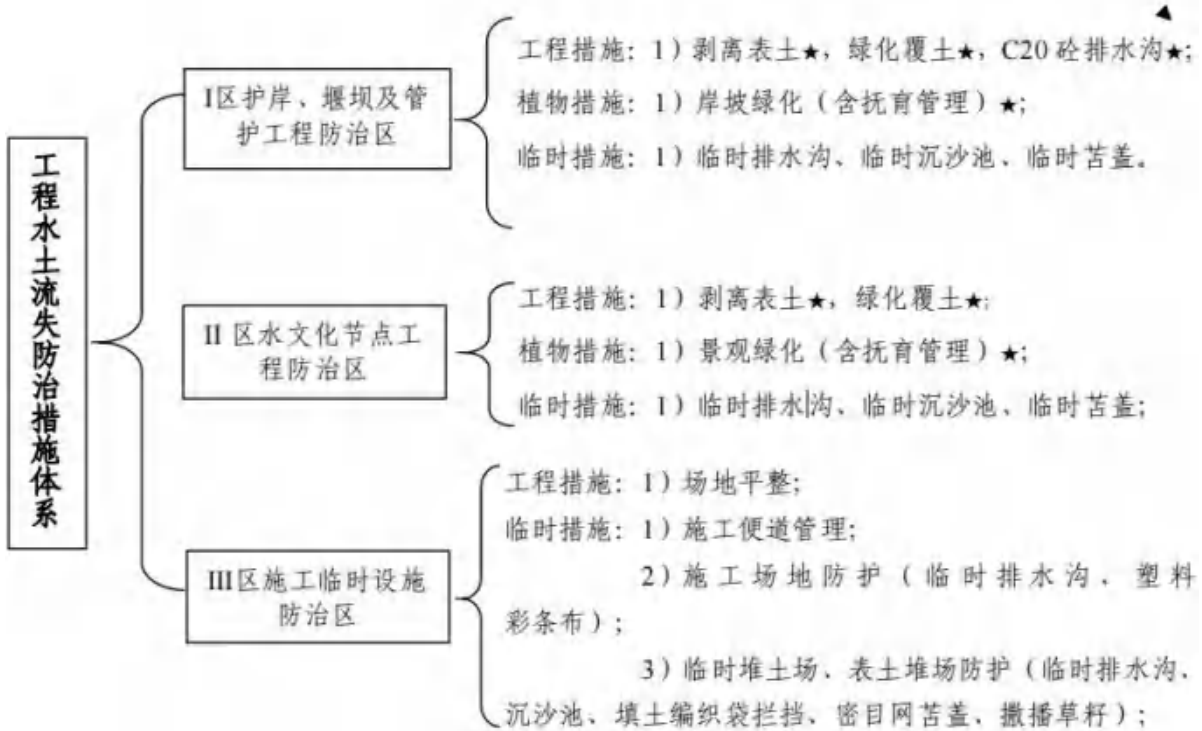 工程水土流失防治措施体系
I区护岸、堰坝及管
护工程防治区
工程措施：1）剥离表土★，绿化覆土★，C20 砼排水沟★；
植物措施：1）岸坡绿化（含抚育管理）★；
临时措施：1）临时排水沟、临时沉沙池、临时苫盖。
II 区水文化节点工
程防治区
工程措施：1）剥离表土★，绿化覆土★；
植物措施：1）景观绿化（含抚育管理）★；
临时措施：1）临时排水沟、临时沉沙池、临时苫盖；
III区施工临时设施
防治区
工程措施：1）场地平整；
临时措施：1）施工便道管理；
2）施工场地防护（临时排水沟、塑料
彩条布）；
3）临时堆土场、表土堆场防护（临时排水沟、
沉沙池、填土编织袋拦挡、密目网苫盖、撒播草籽）；